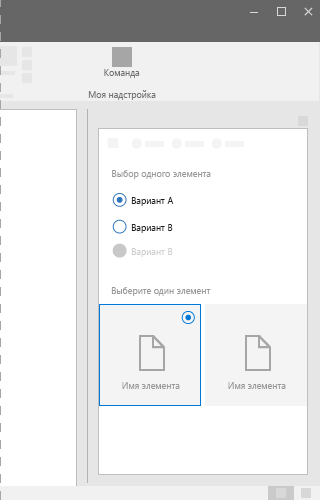 Команда
Моя надстройка
Выбор одного элемента
Вариант А
Вариант В
Вариант В
Выберите один элемент
Имя элемента
Имя элемента